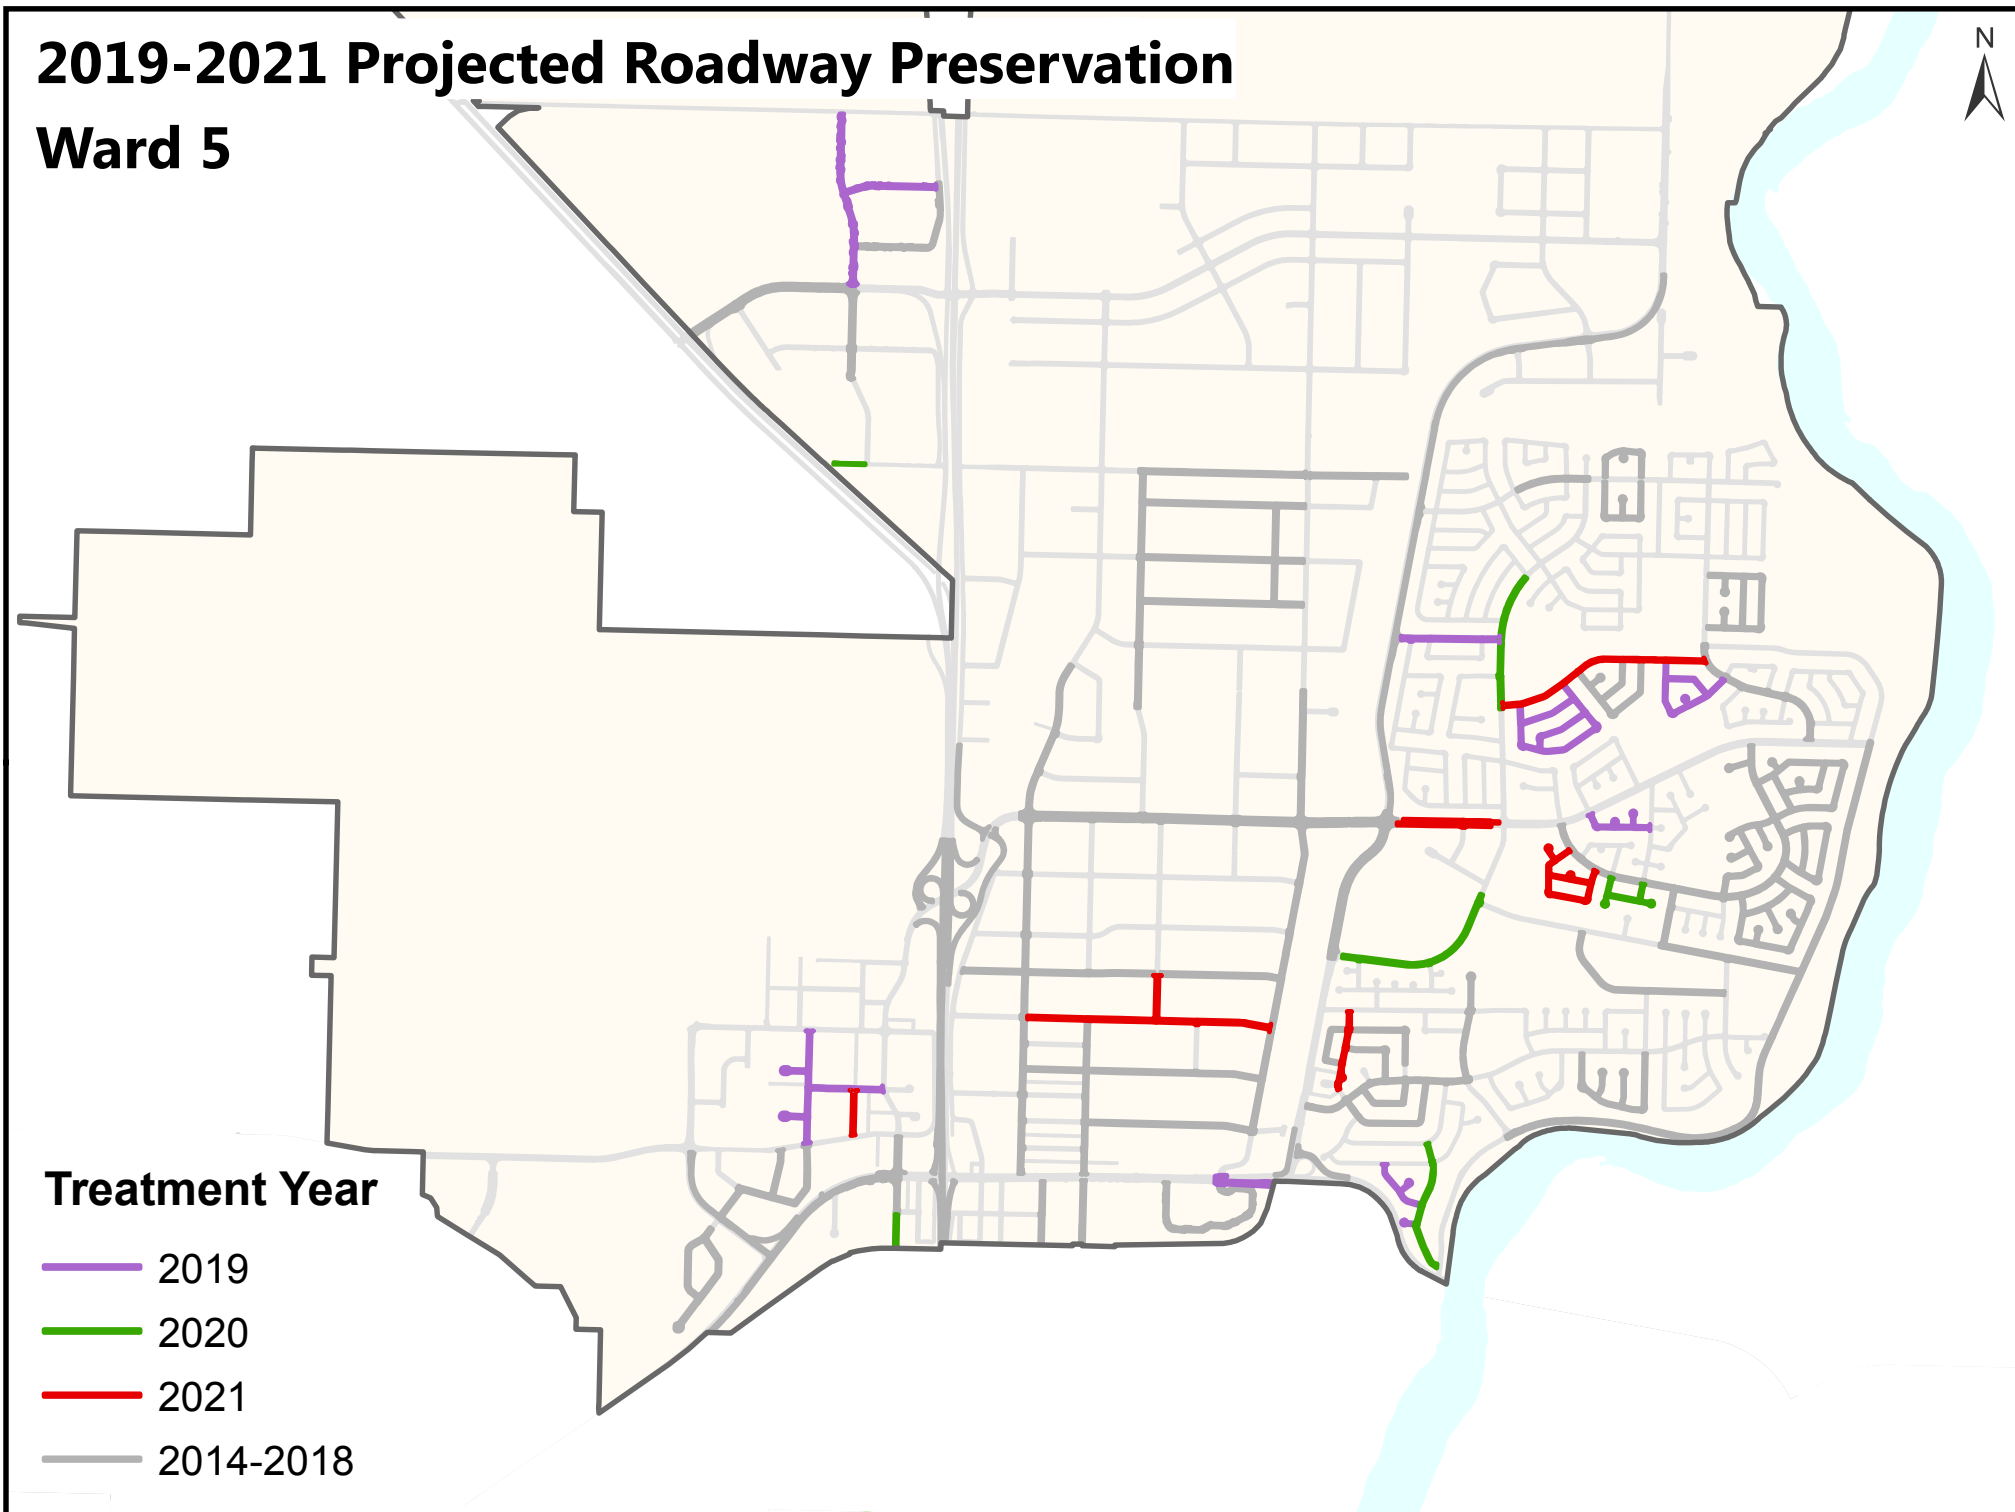 2019-2021 Projected Roadway Preservation
Ward 5
N
Treatment Year
2019
2020
2021
2014-2018